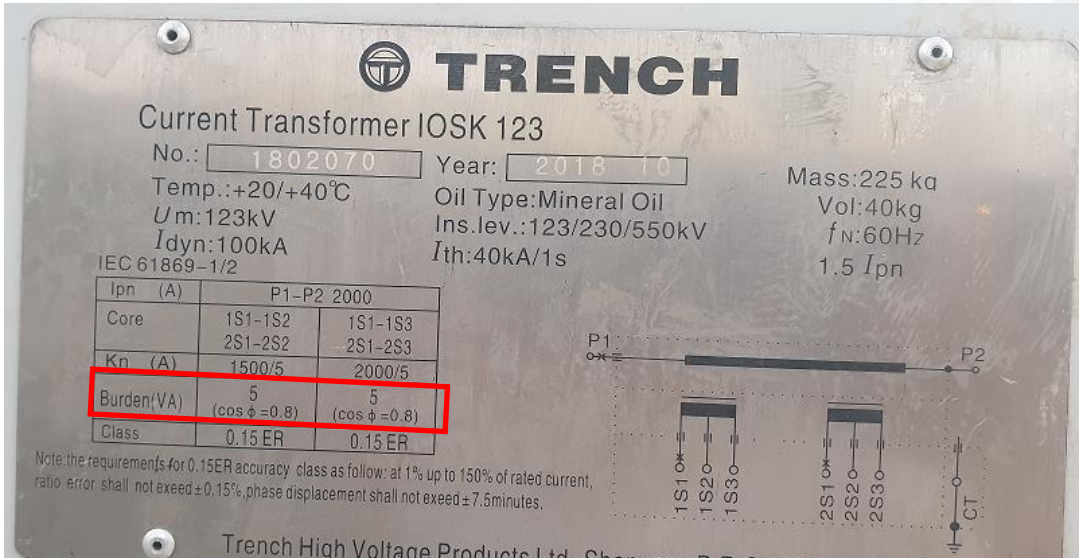 TRENCH
Current Transformer IOSK 123
No.: 1802070 Year: 2018 10
Temp.:+20/+40℃ Oil Type:Mineral Oil Mass:225 kg
Um:123kV Ins.lev.:123/230/550kV Vol:40kg
Idyn:100kA Ith:40kA/1s fN:60Hz
IEC 61869-1/2 1.5 Ipn
Ipn (A) P1-P2 2000
Core 1S1-1S2 1S1-1S3
2S1-2S2 2S1-2S3
Kn (A) 1500/5 2000/5
Burden(VA) 5 5
(cos ϕ =0.8) (cos ϕ =0.8)
Class 0.15 ER 0.15 ER
P1 P2
1S1 1S2 1S3 2S1 2S2 2S3 CT
Note:the requirements for 0.15ER accuracy class as follow: at 1% up to 150% of rated current,
ratio error shall not exeed ± 0.15%,phase displacement shall not exeed ± 7.5minutes.
Trench High Voltage Products Ltd.